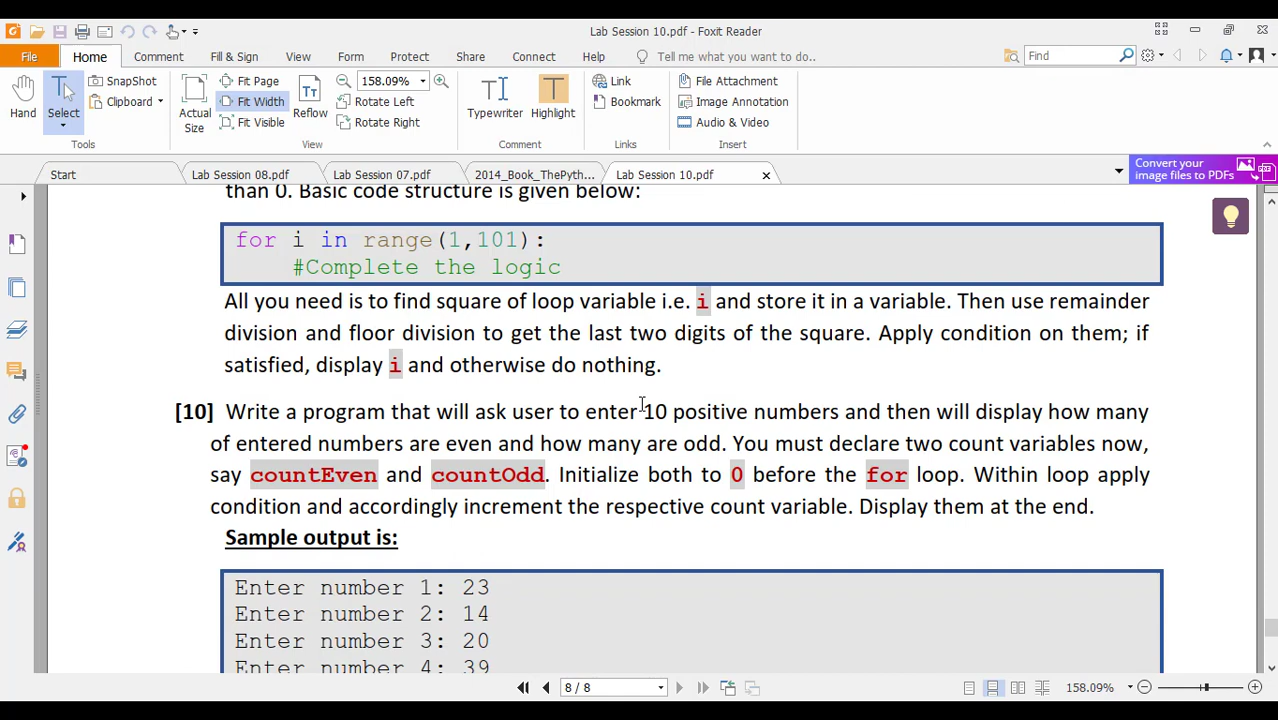 Lab Session 10.pdf - Foxit Reader
File Home Comment Fill & Sign View Form Protect Share Connect Help Tell me what you want to do.. Find
Hand
Select
SnapShot
Clipboard
Tools
Actual Size
Fit Page
Fit Width
Fit Visible
Reflow
158.09%
Rotate Left
Rotate Right
View
Typewriter
Highlight
Comment
Link
Bookmark
Links
File Attachment
Image Annotation
Audio & Video
Insert
Start Lab Session 08.pdf Lab Session 07.pdf 2014_Book_ThePyth... Lab Session 10.pdf
Convert your
image files to PDFs
than 0. Basic code structure is given below:
for i in range(1,101):
#Complete the logic
All you need is to find square of loop variable i.e. i and store it in a variable. Then use remainder
division and floor division to get the last two digits of the square. Apply condition on them; if
satisfied, display i and otherwise do nothing.
[10] Write a program that will ask user to enter 10 positive numbers and then will display how many
of entered numbers are even and how many are odd. You must declare two count variables now,
say countEven and countOdd. Initialize both to 0 before the for loop. Within loop apply
condition and accordingly increment the respective count variable. Display them at the end.
Sample output is:
Enter number 1: 23
Enter number 2: 14
Enter number 3: 20
Enter number 4: 39
8 / 8
158.09%